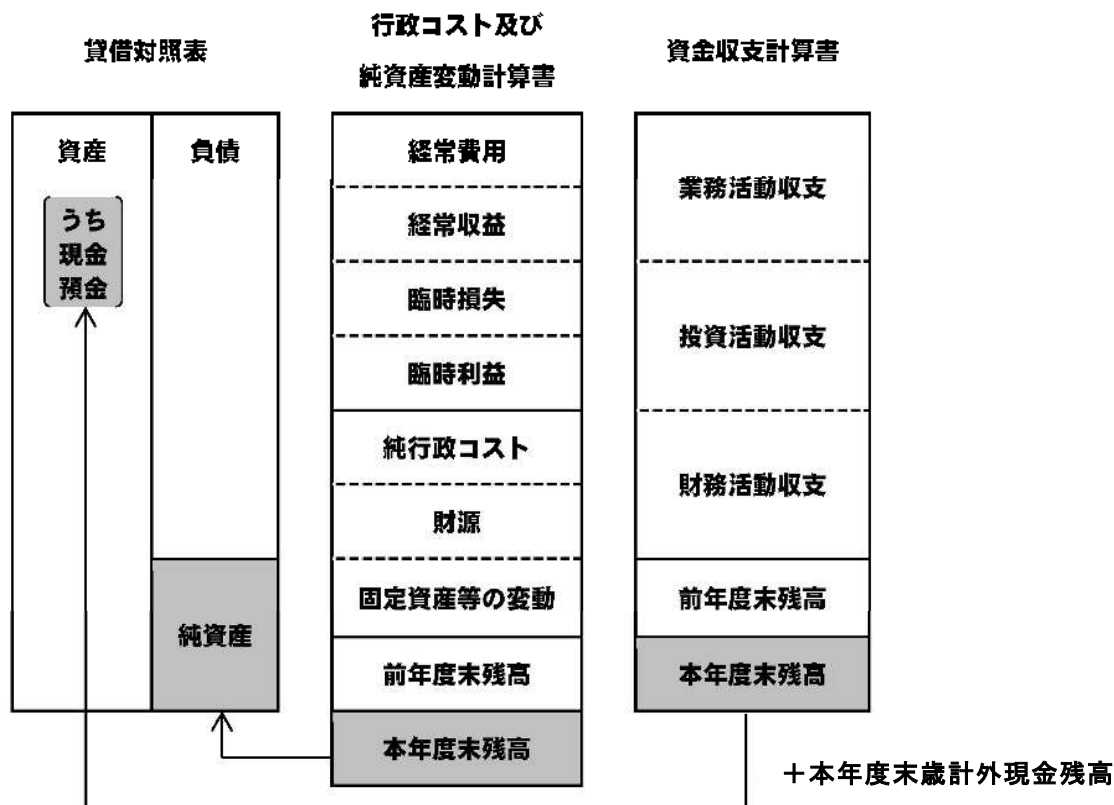 貸借対照表
資産
負債
うち
現金
預金
純資産
行政コスト及び
純資産変動計算書
経常費用
経常収益
臨時損失
臨時利益
純行政コスト
財源
固定資産等の変動
前年度末残高
本年度末残高
資金収支計算書
業務活動収支
投資活動収支
財務活動収支
前年度末残高
本年度末残高
＋本年度末歳計外現金残高